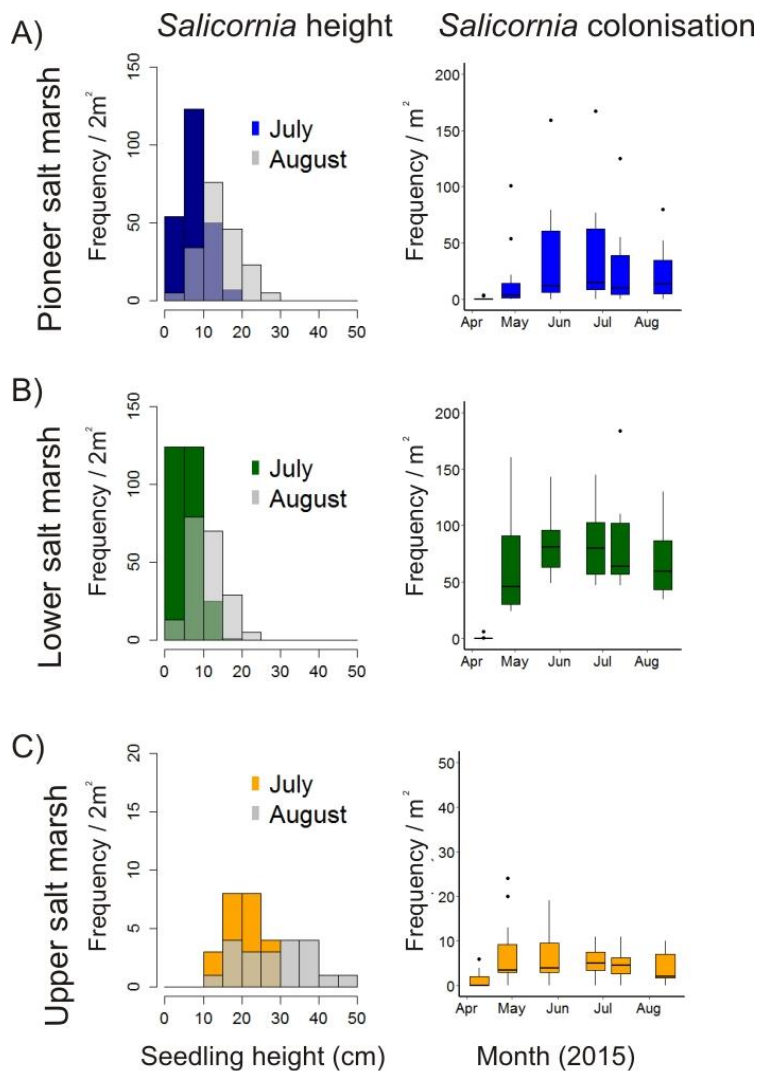 Salicornia height
Salicornia colonisation
A)
Pioneer salt marsh
Frequency / 2m²
150
100
50
0
July
August
0 10 20 30 40 50
Frequency / m²
200
150
100
50
0
Apr May Jun Jul Aug
B)
Lower salt marsh
Frequency / 2m²
150
100
50
0
July
August
0 10 20 30 40 50
Frequency / m²
200
150
100
50
0
Apr May Jun Jul Aug
C)
Upper salt marsh
Frequency / 2m²
20
15
10
5
0
July
August
0 10 20 30 40 50
Seedling height (cm)
Frequency / m²
50
40
30
20
10
0
Apr May Jun Jul Aug
Month (2015)